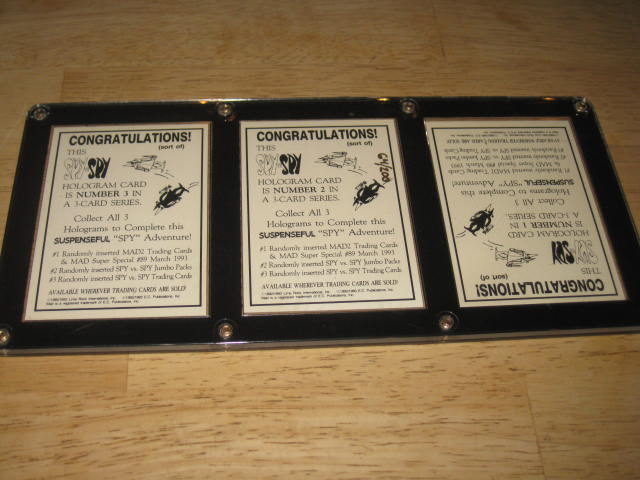 CONGRATULATIONS!
(sort of)
THIS
SPY SPY
HOLOGRAM CARD
IS NUMBER 3 IN
A 3-CARD SERIES.
Collect All 3
Holograms to Complete this
SUSPENSEFUL "SPY" Adventure!
#1 Randomly inserted MAD2 Trading Cards
& MAD Super Special #89 March 1993
#2 Randomly inserted SPY vs. SPY Jumbo Packs
#3 Randomly inserted SPY vs. SPY Trading Cards
AVAILABLE WHEREVER TRADING CARDS ARE SOLD!
CONGRATULATIONS!
(sort of)
THIS
SPY SPY
64/200
HOLOGRAM CARD
IS NUMBER 2 IN
A 3-CARD SERIES.
Collect All 3
Holograms to Complete this
SUSPENSEFUL "SPY" Adventure!
#1 Randomly inserted MAD2 Trading Cards
& MAD Super Special #89 March 1993
#2 Randomly inserted SPY vs. SPY Jumbo Packs
#3 Randomly inserted SPY vs. SPY Trading Cards
AVAILABLE WHEREVER TRADING CARDS ARE SOLD!
CONGRATULATIONS!
(sort of)
THIS
SPY SPY
HOLOGRAM CARD
IS NUMBER 1 IN
A 3-CARD SERIES.
Collect All 3
Holograms to Complete this
SUSPENSEFUL "SPY" Adventure!
#1 Randomly inserted MAD2 Trading Cards
& MAD Super Special #89 March 1993
#2 Randomly inserted SPY vs. SPY Jumbo Packs
#3 Randomly inserted SPY vs. SPY Trading Cards
AVAILABLE WHEREVER TRADING CARDS ARE SOLD!